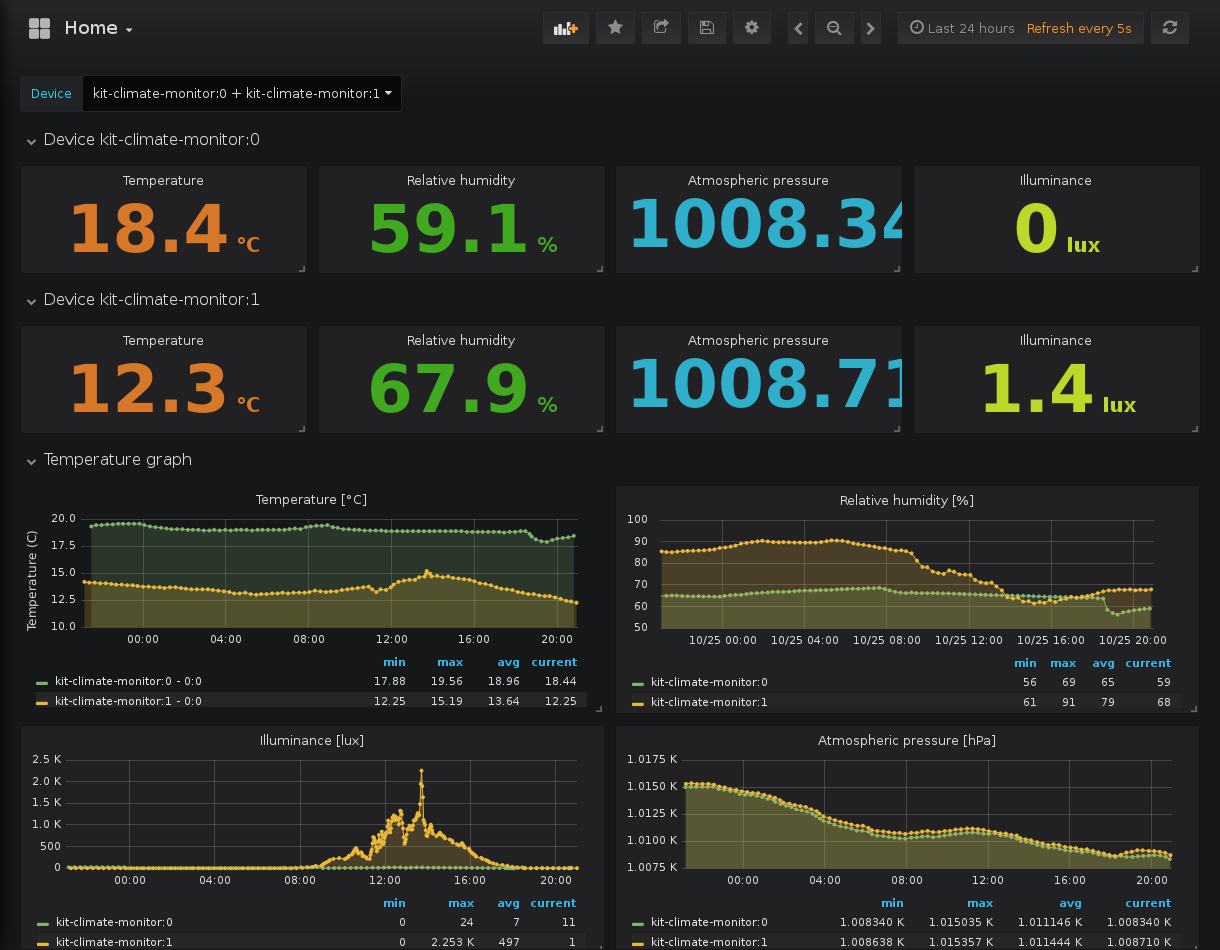 Home
Last 24 hours Refresh every 5s
Device kit-climate-monitor:0 + kit-climate-monitor:1
Device kit-climate-monitor:0
Temperature Relative humidity Atmospheric pressure Illuminance
18.4 °C 59.1 % 1008.34 0 lux
Device kit-climate-monitor:1
Temperature Relative humidity Atmospheric pressure Illuminance
12.3 °C 67.9 % 1008.71 1.4 lux
Temperature graph
Temperature [°C]
Temperature (C)
20.0
17.5
15.0
12.5
10.0
00:00 04:00 08:00 12:00 16:00 20:00
min max avg current
kit-climate-monitor:0 - 0:0 17.88 19.56 18.96 18.44
kit-climate-monitor:1 - 0:0 12.25 15.19 13.64 12.25
Relative humidity [%]
100
90
80
70
60
50
10/25 00:00 10/25 04:00 10/25 08:00 10/25 12:00 10/25 16:00 10/25 20:00
min max avg current
kit-climate-monitor:0 56 69 65 59
kit-climate-monitor:1 61 91 79 68
Illuminance [lux]
2.5 K
2.0 K
1.5 K
1.0 K
500
0
00:00 04:00 08:00 12:00 16:00 20:00
min max avg current
kit-climate-monitor:0 0 24 7 11
kit-climate-monitor:1 0 2.253 K 497 1
Atmospheric pressure [hPa]
1.0175 K
1.0150 K
1.0125 K
1.0100 K
1.0075 K
00:00 04:00 08:00 12:00 16:00 20:00
min max avg current
kit-climate-monitor:0 1.008340 K 1.015035 K 1.011146 K 1.008340 K
kit-climate-monitor:1 1.008638 K 1.015357 K 1.011444 K 1.008710 K